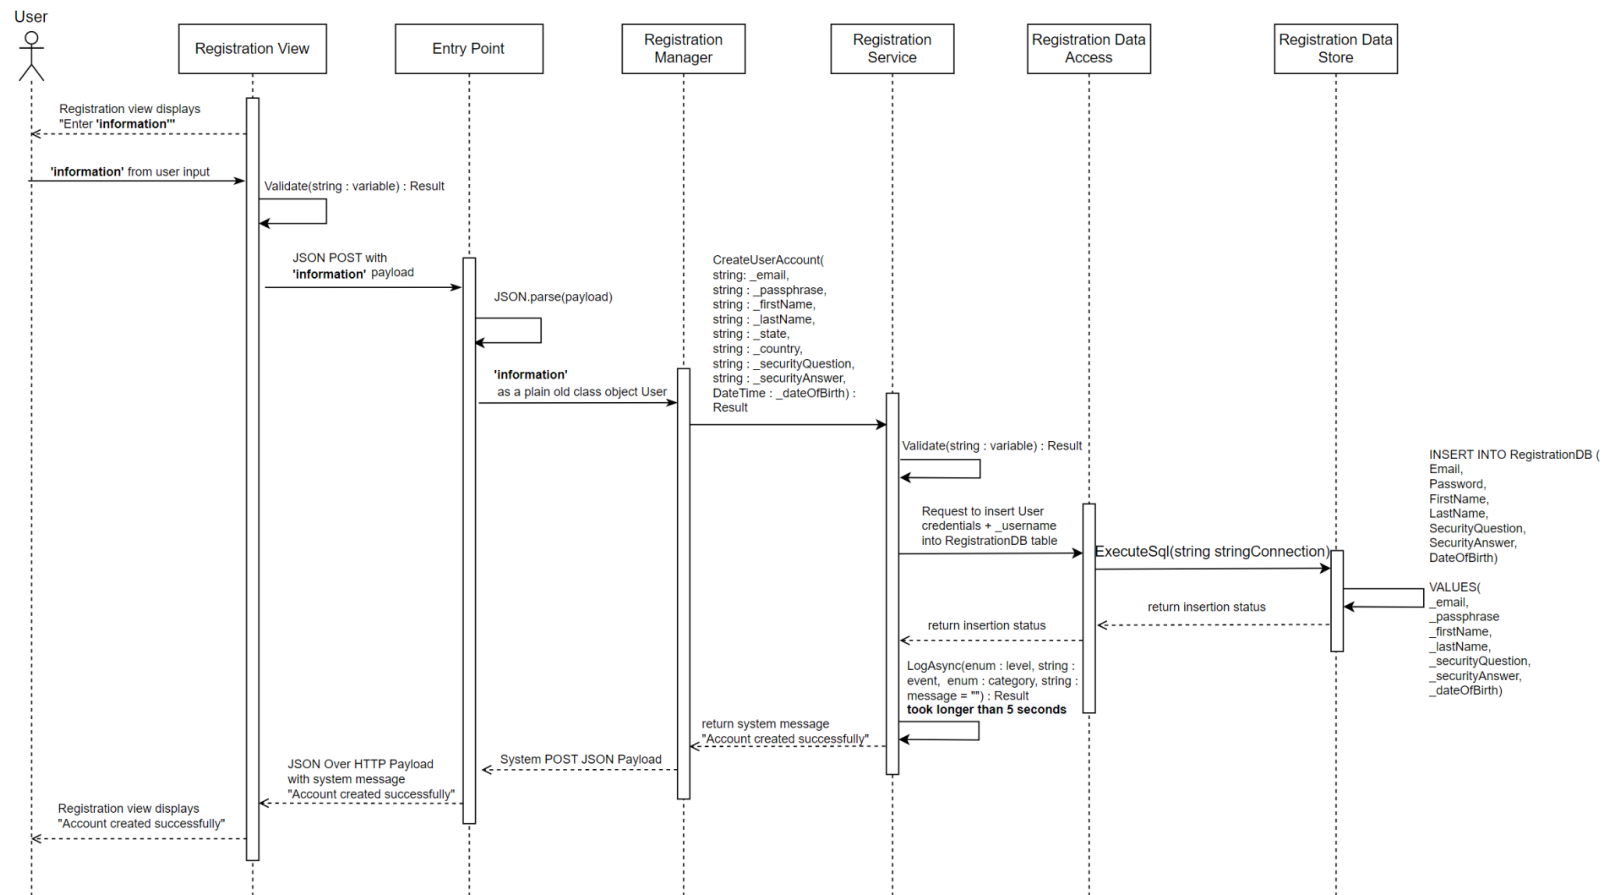 User
Registration View
Entry Point
Registration
Manager
Registration
Service
Registration Data
Access
Registration Data
Store
Registration view displays
"Enter 'information'"
'information' from user input
Validate(string : variable) : Result
JSON POST with
'information' payload
JSON.parse(payload)
'information'
as a plain old class object User
CreateUserAccount(
string: _email,
string : _passphrase,
string : _firstName,
string : _lastName,
string : _state,
string : _country,
string : _securityQuestion,
string : _securityAnswer,
DateTime : _dateOfBirth) :
Result
Validate(string : variable) : Result
Request to insert User
credentials + _username
into RegistrationDB table
ExecuteSql(string stringConnection)
INSERT INTO RegistrationDB (
Email,
Password,
FirstName,
LastName,
SecurityQuestion,
SecurityAnswer,
DateOfBirth)
VALUES(
_email,
_passphrase
_firstName,
_lastName,
_securityQuestion,
_securityAnswer,
_dateOfBirth)
return insertion status
return insertion status
LogAsync(enum : level, string :
event, enum : category, string :
message = "") : Result
took longer than 5 seconds
return system message
"Account created successfully"
System POST JSON Payload
JSON Over HTTP Payload
with system message
"Account created successfully"
Registration view displays
"Account created successfully"